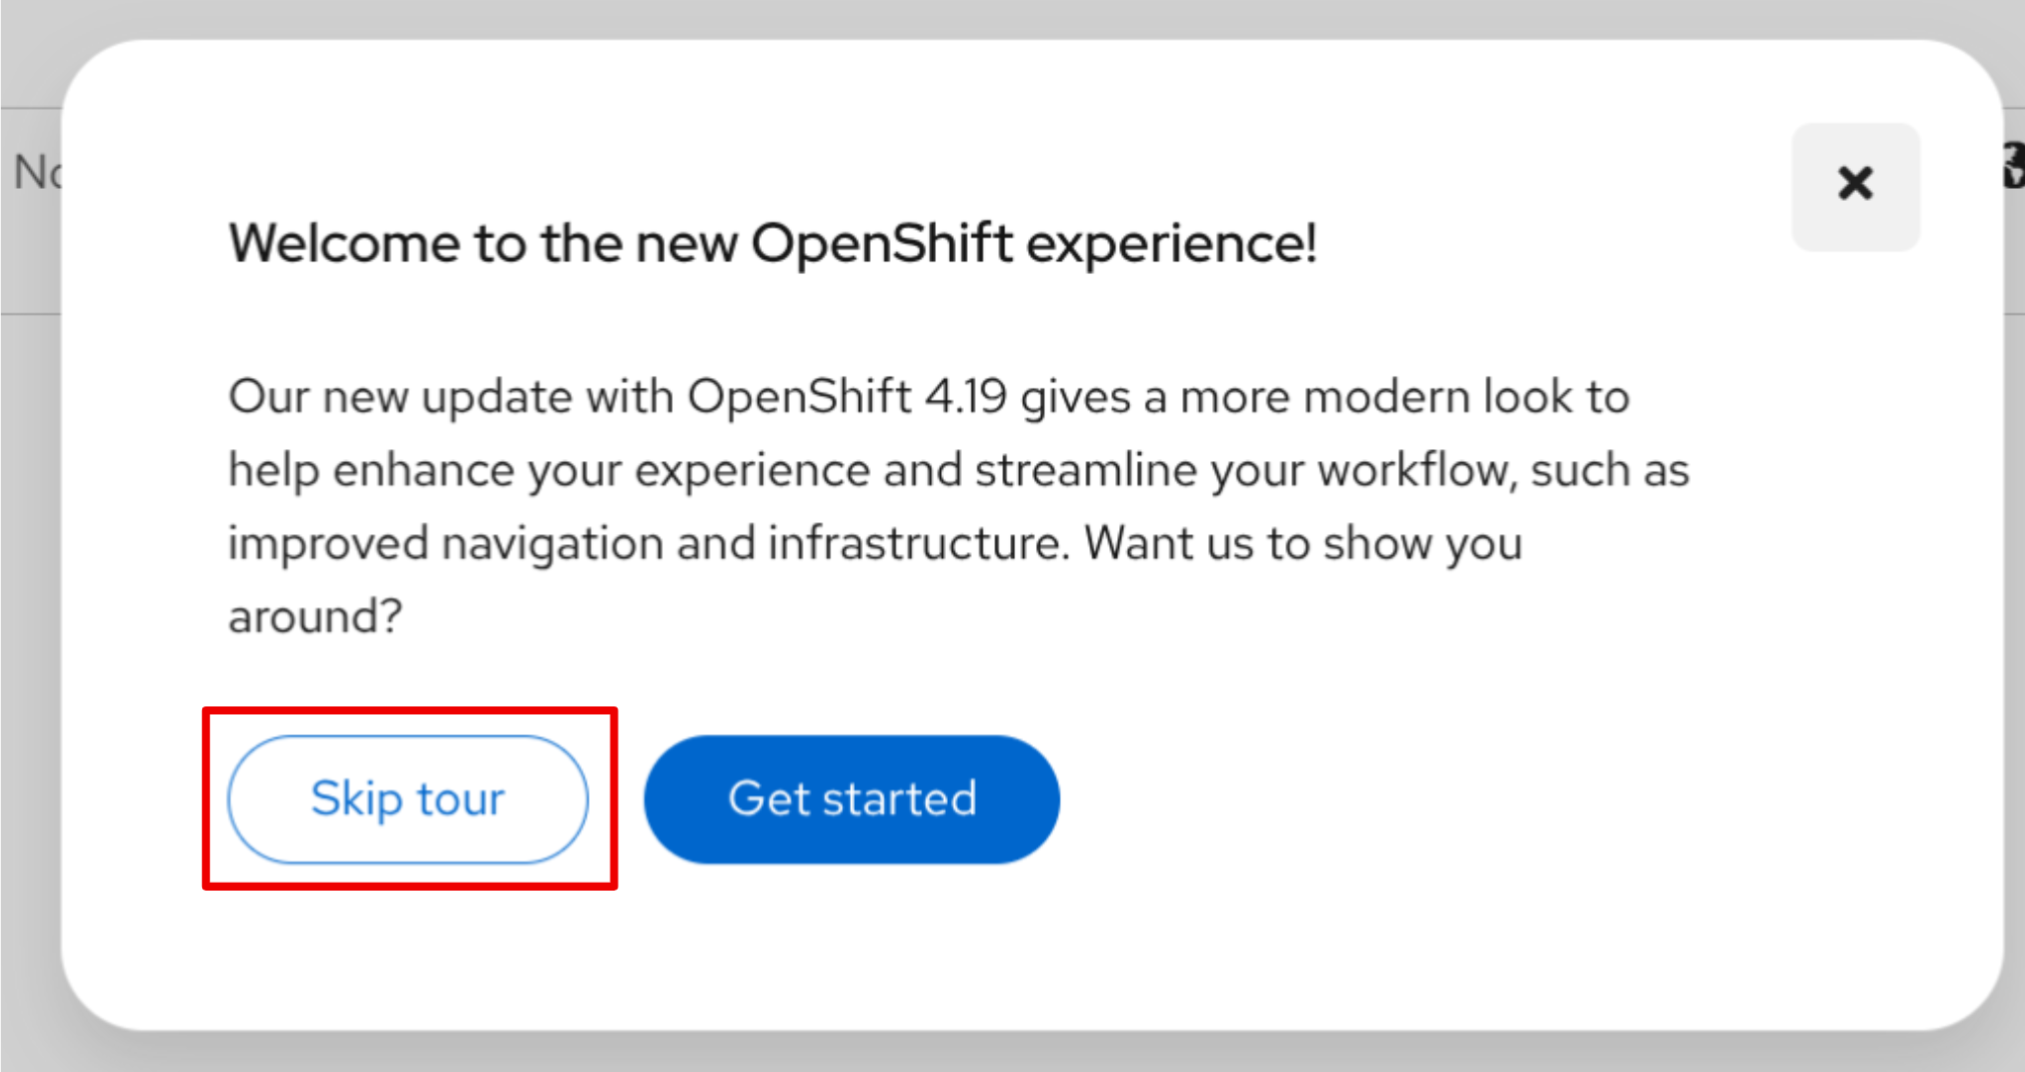 No
Welcome to the new OpenShift experience!
Our new update with OpenShift 4.19 gives a more modern look to
help enhance your experience and streamline your workflow, such as
improved navigation and infrastructure. Want us to show you
around?
Skip tour
Get started